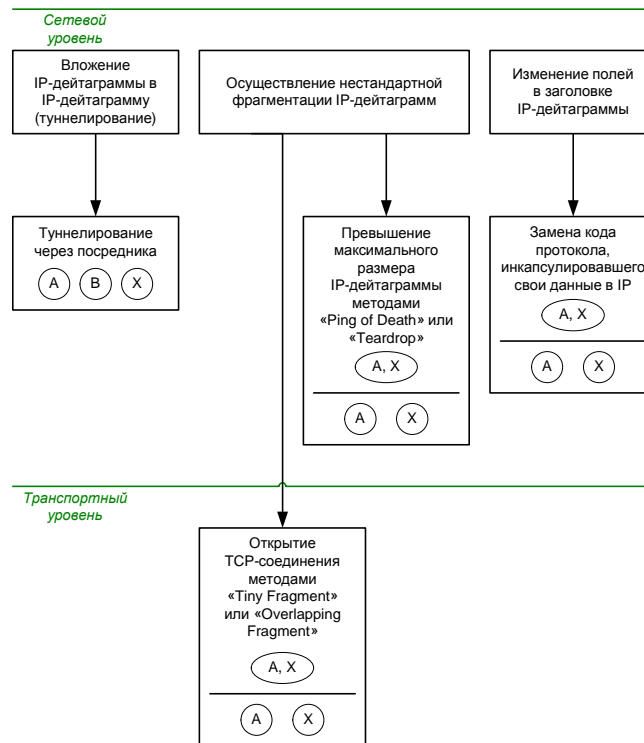 Сетевой
уровень
Вложение
IP-дейтаграммы в
IP-дейтаграмму
(туннелирование)
Осуществление нестандартной
фрагментации IP-дейтаграмм
Изменение полей
в заголовке
IP-дейтаграммы
Туннелирование
через посредника
A B X
Превышение
максимального
размера
IP-дейтаграммы
методами
«Ping of Death» или
«Teardrop»
A, X
A X
Замена кода
протокола,
инкапсулировавшего
свои данные в IP
A, X
A X
Транспортный
уровень
Открытие
TCP-соединения
методами
«Tiny Fragment»
или «Overlapping
Fragment»
A, X
A X